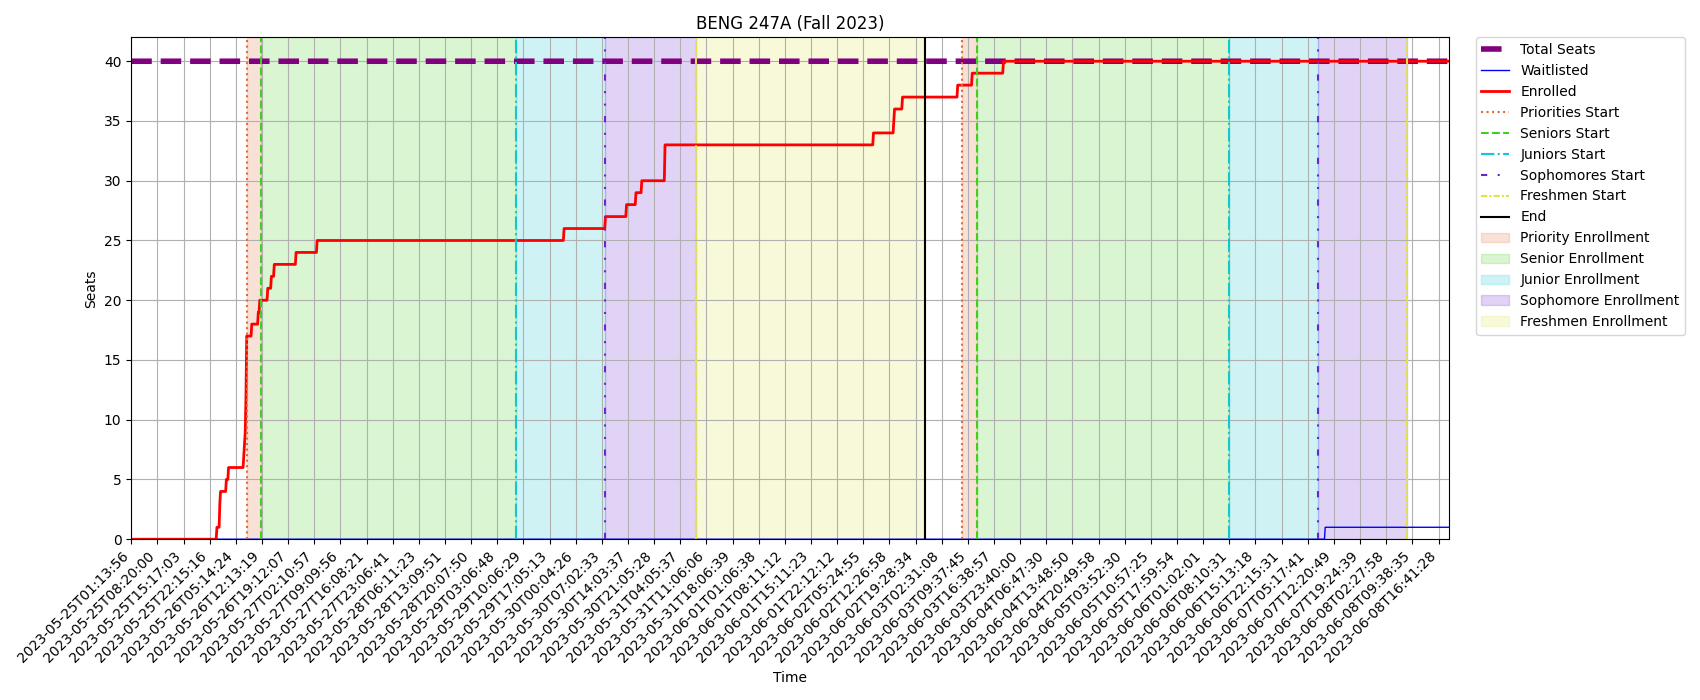 BENG 247A (Fall 2023)
Seats
40
35
30
25
20
15
10
5
0
2023-05-25T01:13:56
2023-05-25T08:20:00
2023-05-25T15:17:03
2023-05-25T22:15:16
2023-05-26T05:14:24
2023-05-26T12:13:19
2023-05-26T19:12:07
2023-05-27T02:10:57
2023-05-27T09:09:56
2023-05-27T16:08:21
2023-05-27T23:06:41
2023-05-28T06:11:23
2023-05-28T13:09:51
2023-05-28T20:07:50
2023-05-29T03:06:48
2023-05-29T10:06:29
2023-05-29T17:05:13
2023-05-30T00:04:26
2023-05-30T07:02:33
2023-05-30T14:03:37
2023-05-30T21:05:28
2023-05-31T04:05:37
2023-05-31T11:06:06
2023-05-31T18:06:39
2023-06-01T01:06:38
2023-06-01T08:11:12
2023-06-01T15:11:23
2023-06-01T22:12:12
2023-06-02T05:24:55
2023-06-02T12:26:58
2023-06-02T19:28:34
2023-06-03T02:31:08
2023-06-03T09:37:45
2023-06-03T16:38:57
2023-06-03T23:40:00
2023-06-04T06:47:30
2023-06-04T13:48:50
2023-06-04T20:49:58
2023-06-05T03:52:30
2023-06-05T10:57:25
2023-06-05T17:59:54
2023-06-06T01:02:01
2023-06-06T08:10:31
2023-06-06T15:13:18
2023-06-06T22:15:31
2023-06-07T05:17:41
2023-06-07T12:20:49
2023-06-07T19:24:39
2023-06-08T02:27:58
2023-06-08T09:38:35
2023-06-08T16:41:28
Time
Total Seats
Waitlisted
Enrolled
Priorities Start
Seniors Start
Juniors Start
Sophomores Start
Freshmen Start
End
Priority Enrollment
Senior Enrollment
Junior Enrollment
Sophomore Enrollment
Freshmen Enrollment